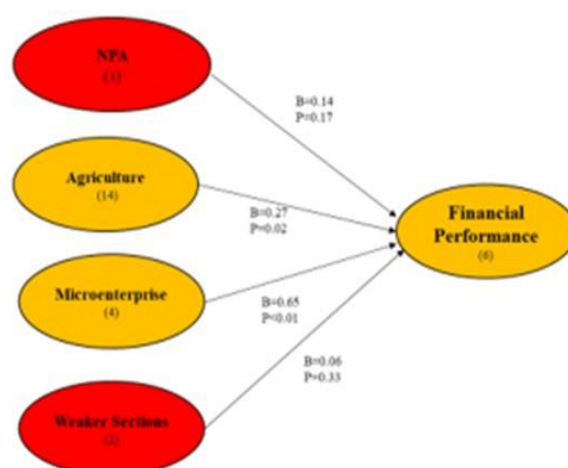 NPA
B=0.14
P=0.17
Agriculture
(14)
B=0.27
P=0.02
Financial
Performance
(6)
Microenterprise
(4)
B=0.65
P<0.01
B=0.06
P=0.33
Weaker Sections
(2)